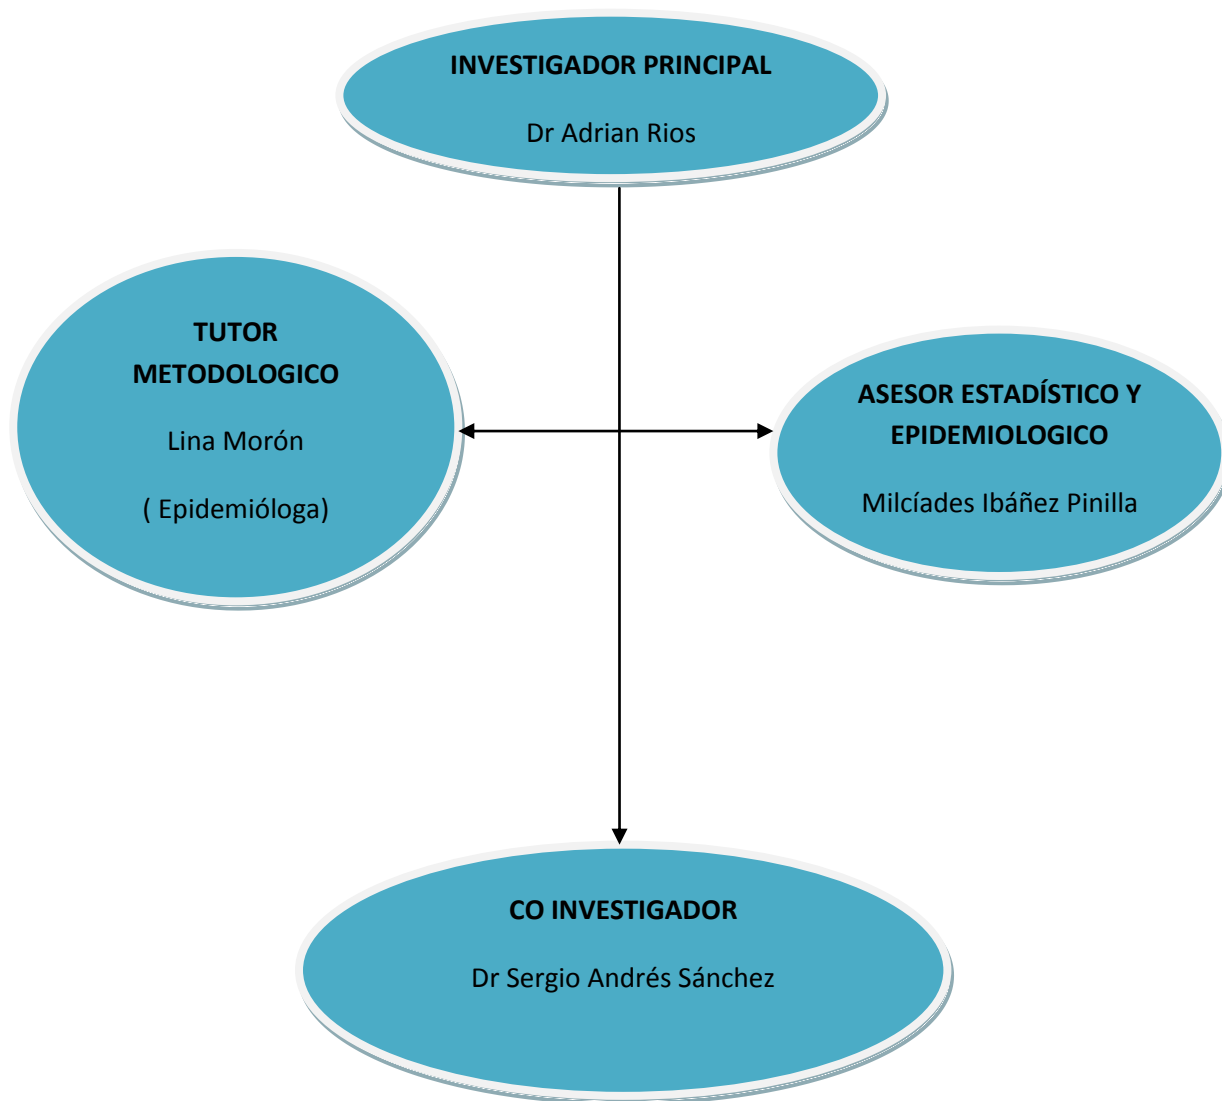 INVESTIGADOR PRINCIPAL
Dr Adrian Rios
TUTOR
METODOLOGICO
Lina Morón
( Epidemióloga)
ASESOR ESTADÍSTICO Y
EPIDEMIOLOGICO
Milcíades Ibáñez Pinilla
CO INVESTIGADOR
Dr Sergio Andrés Sánchez